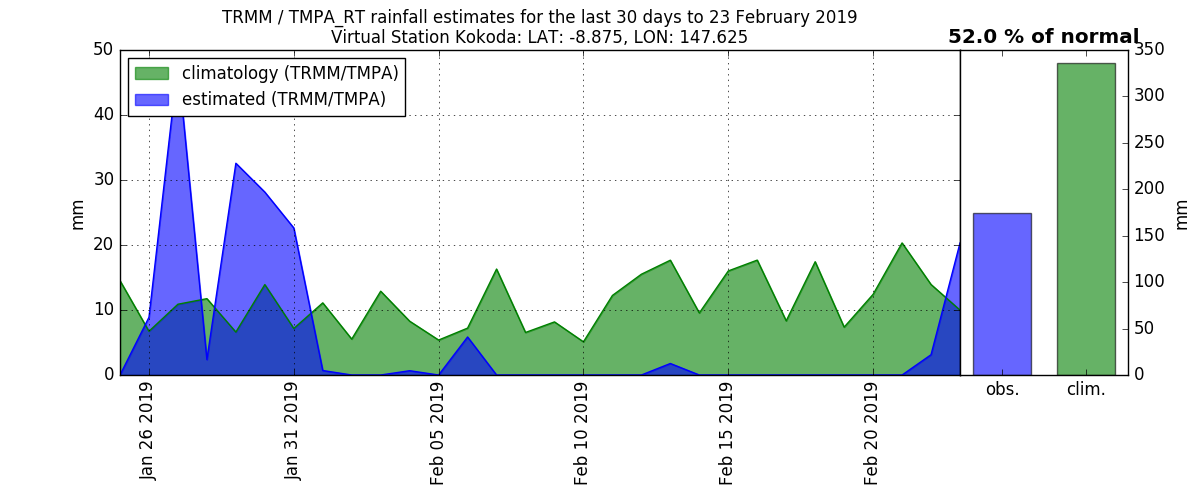 TRMM / TMPA_RT rainfall estimates for the last 30 days to 23 February 2019
Virtual Station Kokoda: LAT: -8.875, LON: 147.625
52.0 % of normal
climatology (TRMM/TMPA)
estimated (TRMM/TMPA)
50
40
30
20
10
0
mm
Jan 26 2019
Jan 31 2019
Feb 05 2019
Feb 10 2019
Feb 15 2019
Feb 20 2019
obs.
clim.
350
300
250
200
150
100
50
0
mm